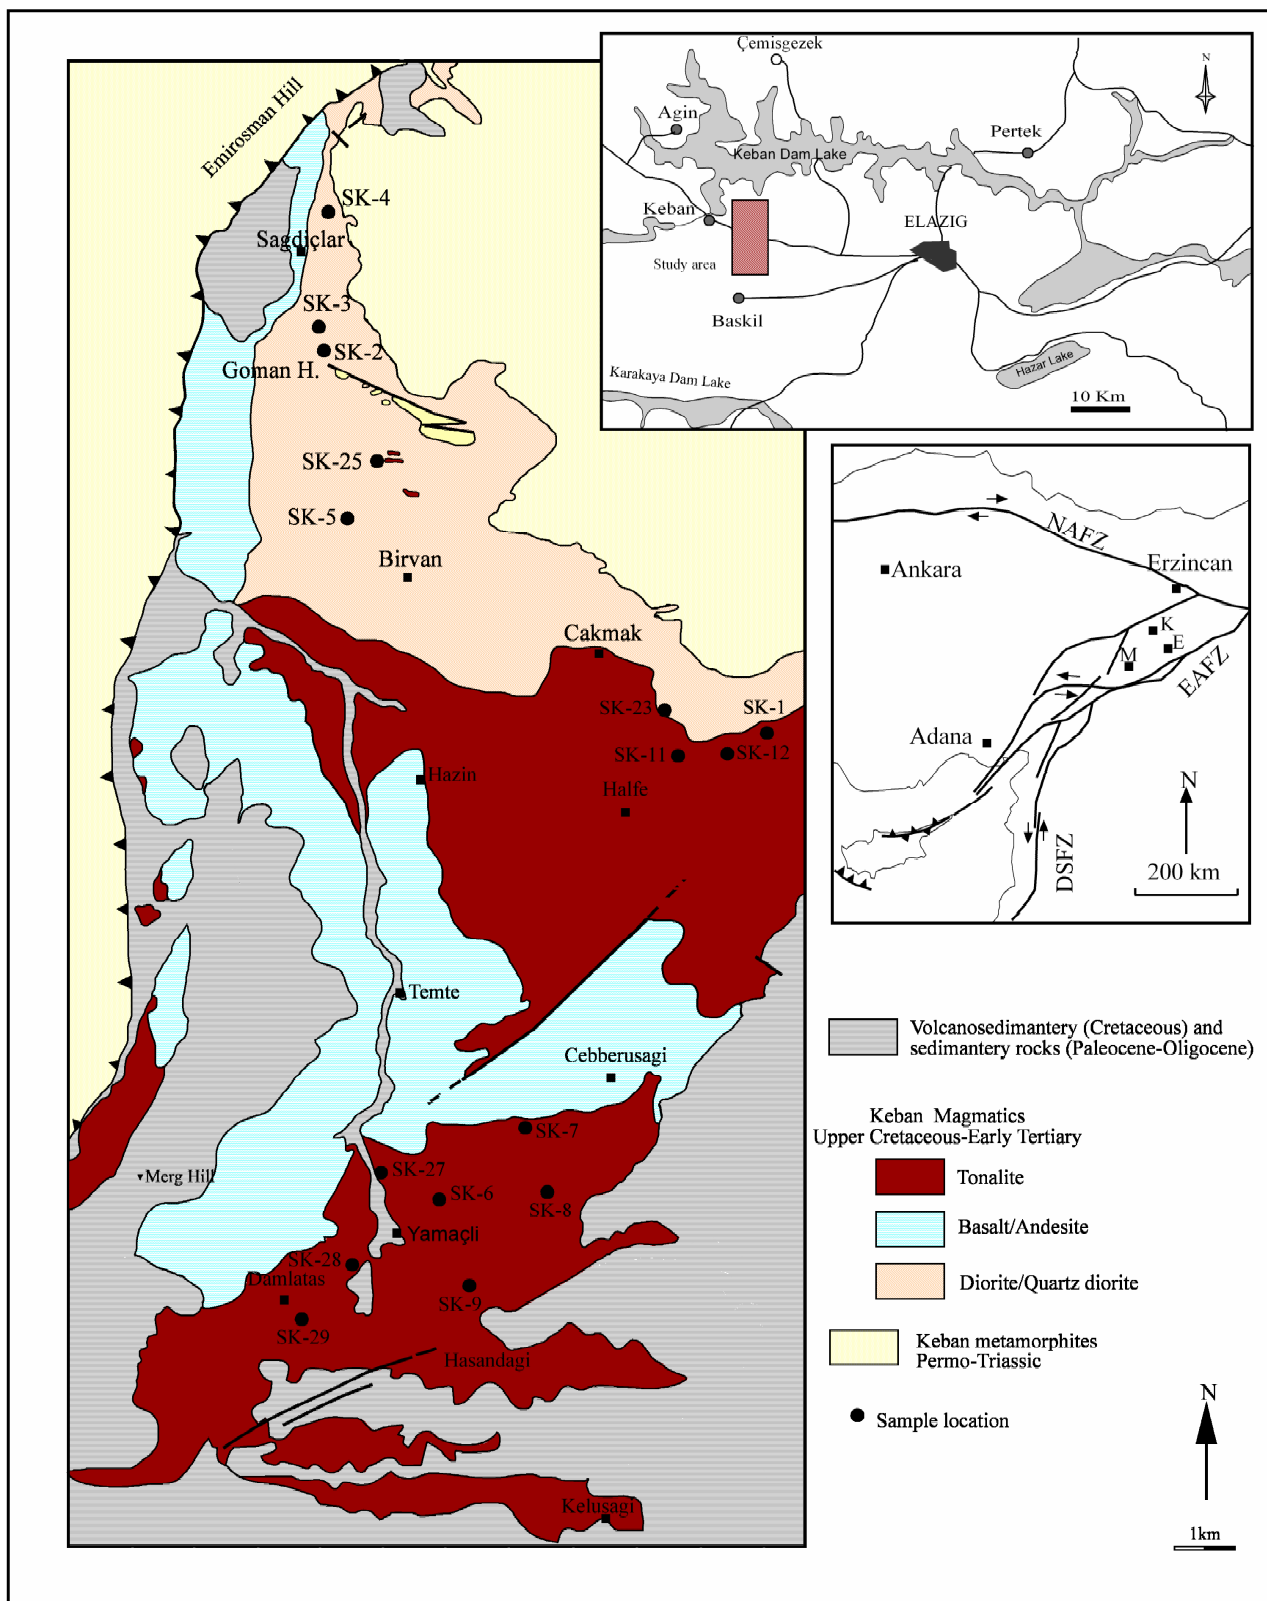 Emirosman Hill
SK-4
Sagdiçlar
SK-3
SK-2
Goman H.
SK-25
SK-5
Birvan
Cakmak
SK-23
SK-1
SK-11
SK-12
Hazin
Halfe
Temte
Cebberusagi
SK-7
Merg Hill
SK-27
SK-6
SK-8
Yamaçli
SK-28
Damlatas
SK-9
SK-29
Hasandagi
Kelusagi
Çemisgezek
N
Agin
Pertek
Keban Dam Lake
Keban
ELAZIG
Study area
Baskil
Hazar Lake
Karakaya Dam Lake
10 Km
NAFZ
Ankara
Erzincan
K
E
M
EAFZ
Adana
N
DSFZ
200 km
Volcanosedimantery (Cretaceous) and
sedimantery rocks (Paleocene-Oligocene)
Keban Magmatics
Upper Cretaceous-Early Tertiary
Tonalite
Basalt/Andesite
Diorite/Quartz diorite
Keban metamorphites
Permo-Triassic
Sample location
N
1km